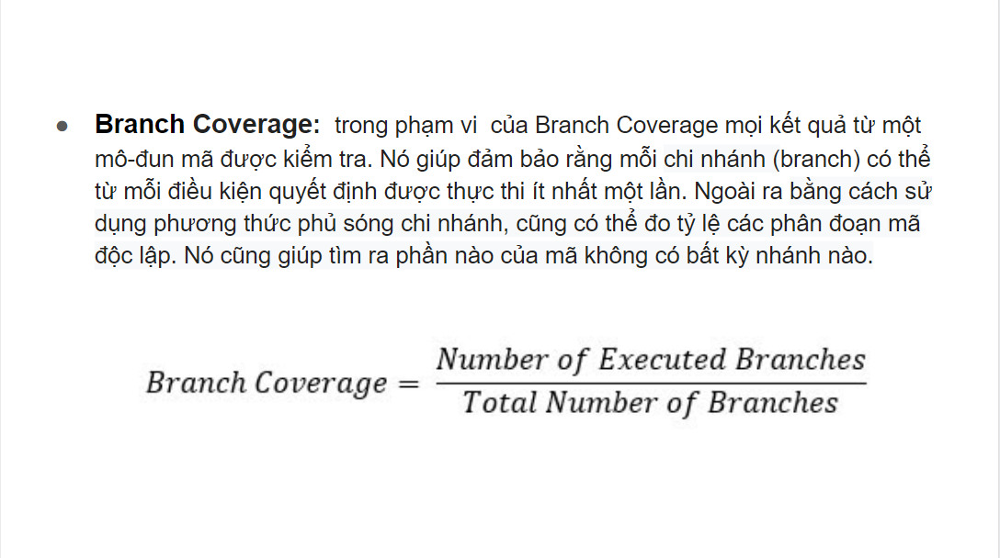 ● Branch Coverage: trong phạm vi của Branch Coverage mọi kết quả từ một
mô-đun mã được kiểm tra. Nó giúp đảm bảo rằng mỗi chi nhánh (branch) có thể
từ mỗi điều kiện quyết định được thực thi ít nhất một lần. Ngoài ra bằng cách sử
dụng phương thức phủ sóng chi nhánh, cũng có thể đo tỷ lệ các phân đoạn mã
độc lập. Nó cũng giúp tìm ra phần nào của mã không có bất kỳ nhánh nào.
Number of Executed Branches
Branch Coverage =
Total Number of Branches